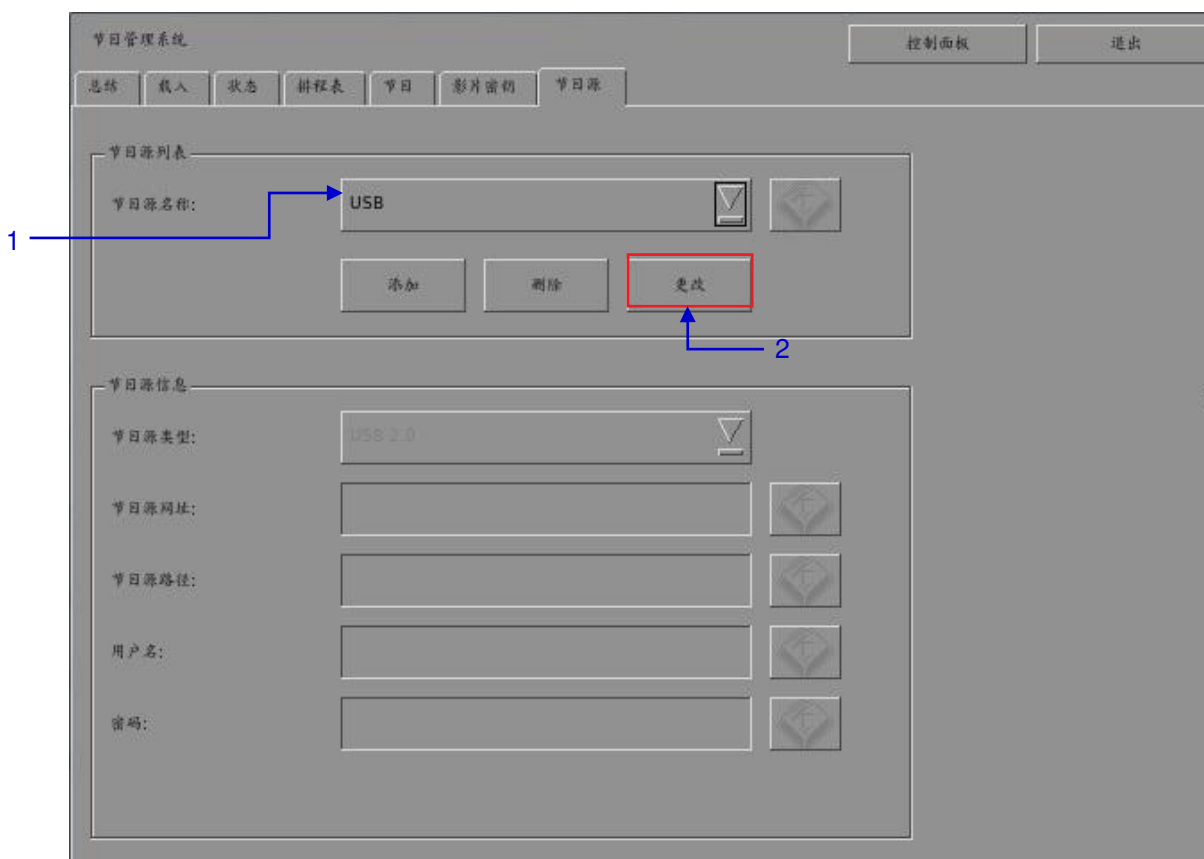 节目管理系统
控制面板
退出
总结 载入 状态 排程表 节目 影片密钥 节目源
节目源列表
节目源名称:
USB
1
添加 删除 更改
2
节目源信息
节目源类型:
USB 2.0
节目源网址:
节目源路径:
用户名:
密码: